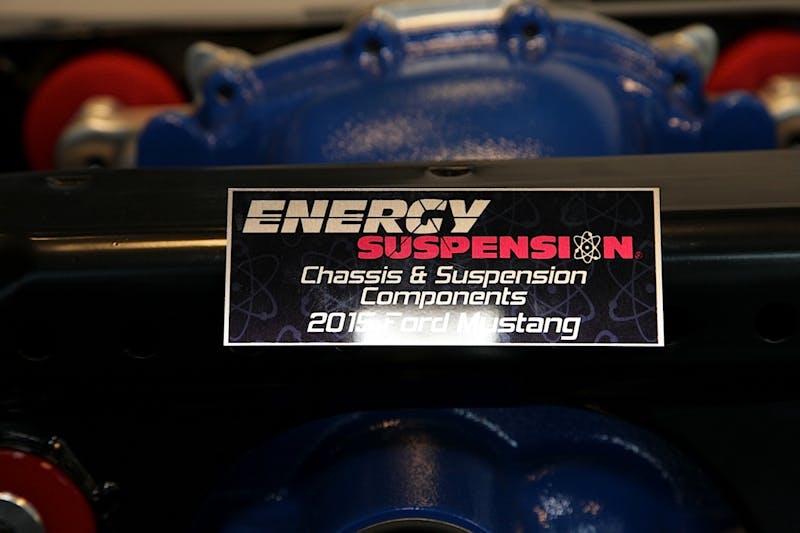 ENERGY
SUSPENSION®
Chassis & Suspension
Components
2015 Ford Mustang